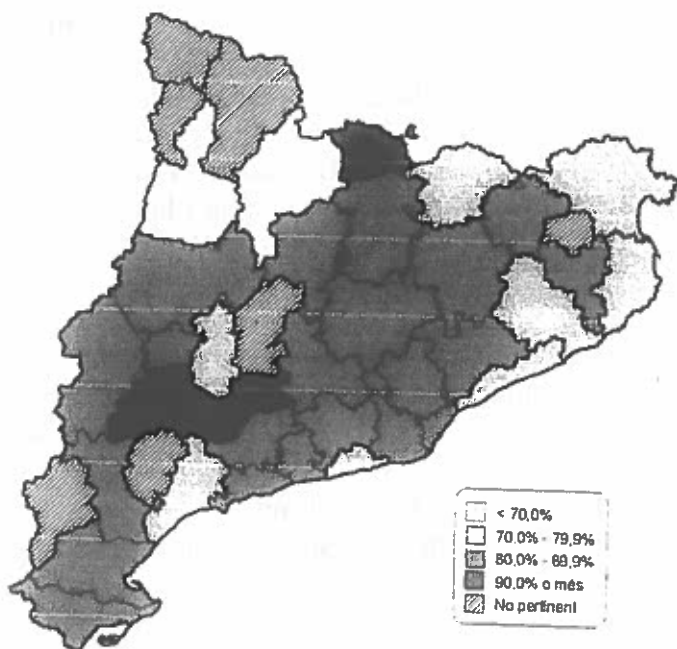 < 70,0%
70,0% - 79,9%
80,0% - 89,9%
90,0% o més
No pertinent